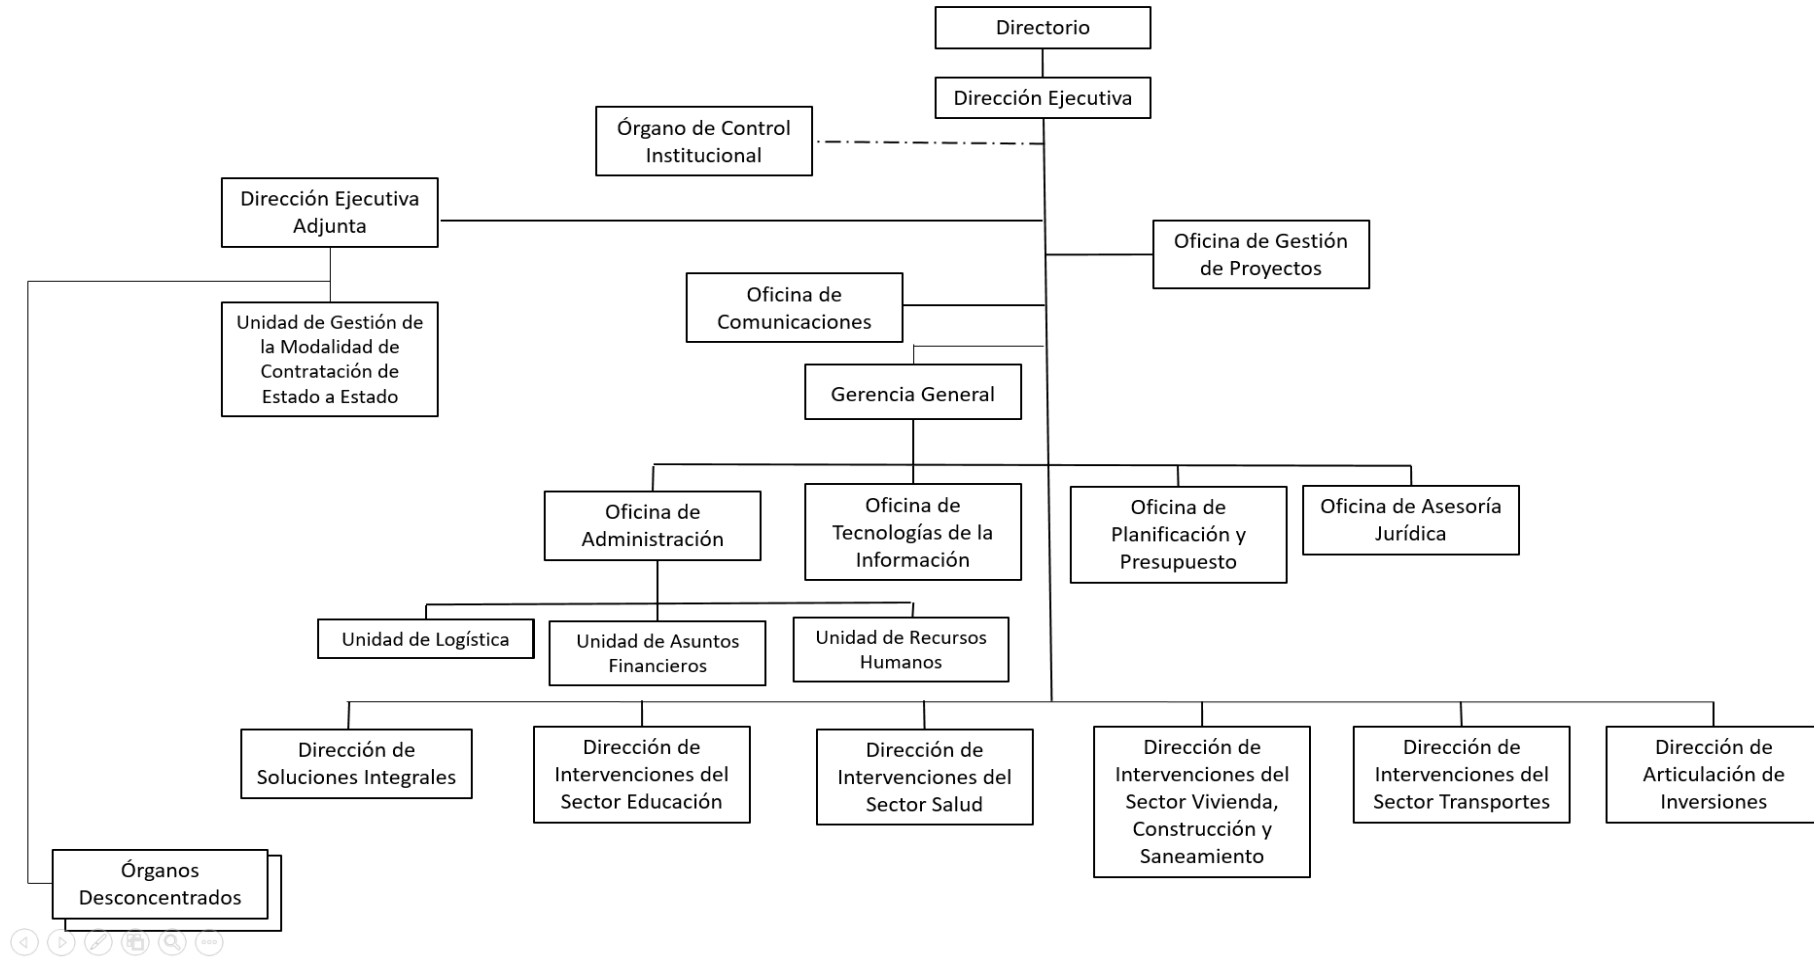 Directorio
Dirección Ejecutiva
Órgano de Control
Institucional
Dirección Ejecutiva
Adjunta
Oficina de Gestión
de Proyectos
Oficina de
Comunicaciones
Unidad de Gestión de
la Modalidad de
Contratación de
Estado a Estado
Gerencia General
Oficina de
Administración
Oficina de
Tecnologías de la
Información
Oficina de
Planificación y
Presupuesto
Oficina de Asesoría
Jurídica
Unidad de Logística
Unidad de Asuntos
Financieros
Unidad de Recursos
Humanos
Dirección de
Soluciones Integrales
Dirección de
Intervenciones del
Sector Educación
Dirección de
Intervenciones del
Sector Salud
Dirección de
Intervenciones del
Sector Vivienda,
Construcción y
Saneamiento
Dirección de
Intervenciones del
Sector Transportes
Dirección de
Articulación de
Inversiones
Órganos
Desconcentrados